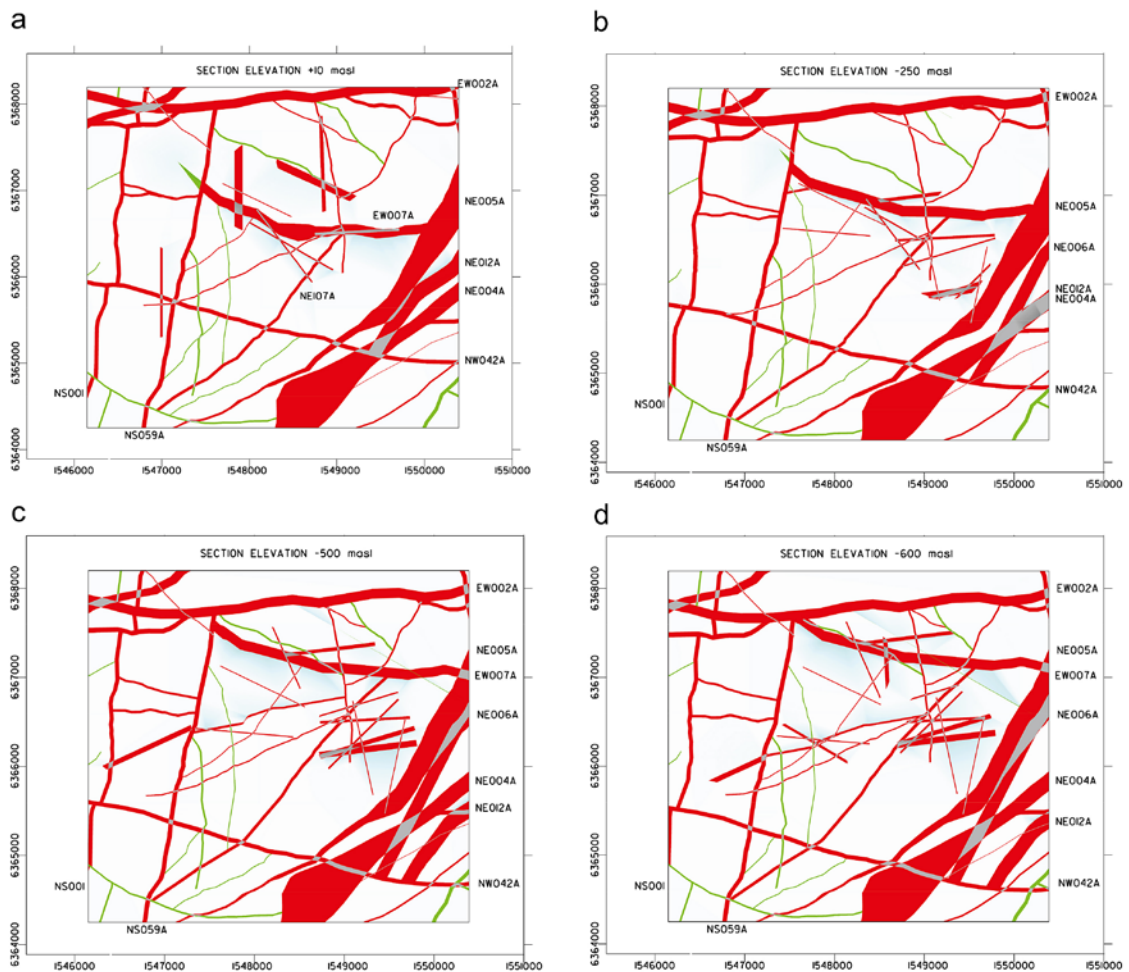 a
SECTION ELEVATION +10 masl
EW002A
NE005A
EW007A
NE012A
NE107A
NE004A
NW042A
NS001
NS059A
6368000
6367000
6366000
6365000
6364000
1546000 1547000 1548000 1549000 1550000 155000
b
SECTION ELEVATION -250 masl
EW002A
NE005A
NE006A
NE012A
NE004A
NW042A
NS001
NS059A
6368000
6367000
6366000
6365000
6364000
1546000 1547000 1548000 1549000 1550000 1551000
c
SECTION ELEVATION -500 masl
EW002A
NE005A
EW007A
NE006A
NE004A
NE012A
NW042A
NS001
NS059A
6368000
6367000
6366000
6365000
6364000
1546000 1547000 1548000 1549000 1550000 1551000
d
SECTION ELEVATION -600 masl
EW002A
NE005A
EW007A
NE006A
NE004A
NE012A
NW042A
NS001
NS059A
6368000
6367000
6366000
6365000
6364000
1546000 1547000 1548000 1549000 1550000 1551000